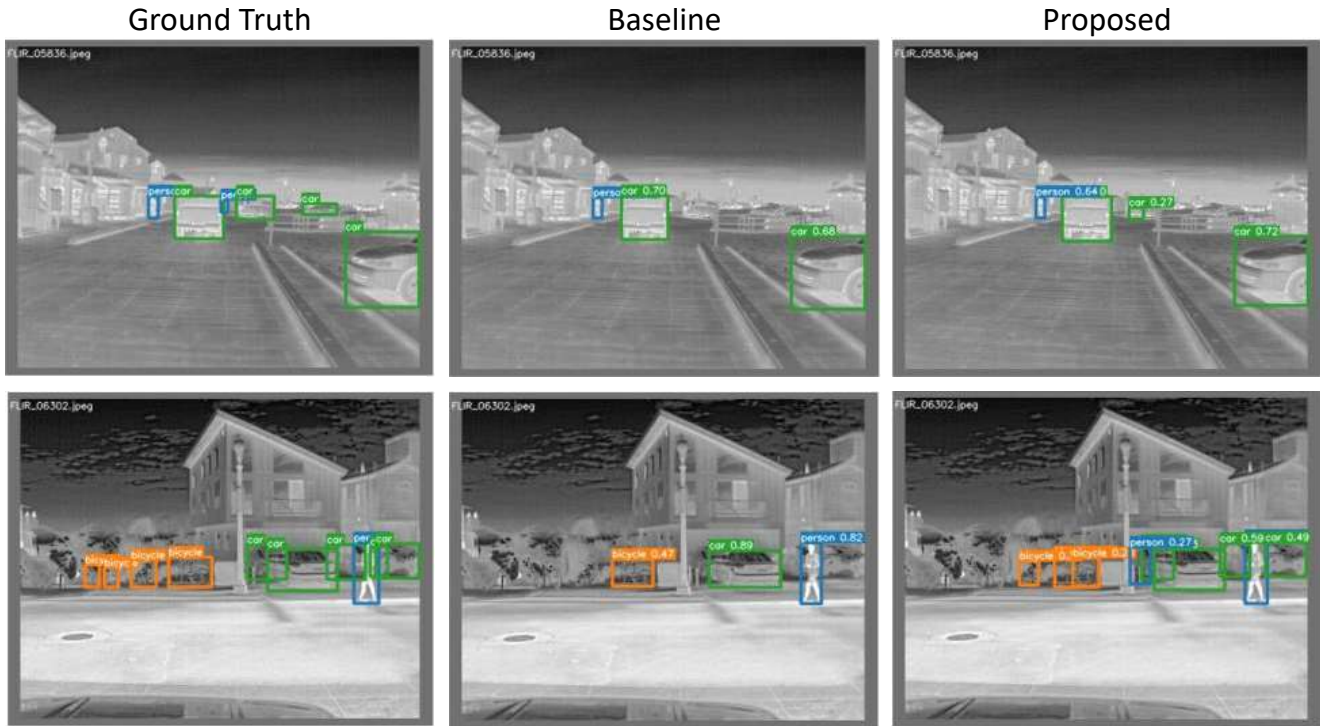 Ground Truth
Baseline
Proposed
FLIR_05836.jpeg
FLIR_05836.jpeg
FLIR_05836.jpeg
car
car
car
car
car 0.70
car 0.68
person 0.64
car 0.27
car 0.72
FLIR_06302.jpeg
FLIR_06302.jpeg
FLIR_06302.jpeg
bicycle
bicycle
car
car
car
car
bicycle 0.47
car 0.89
person 0.82
bicycle
bicycle
person 0.27
car 0.59
car 0.49